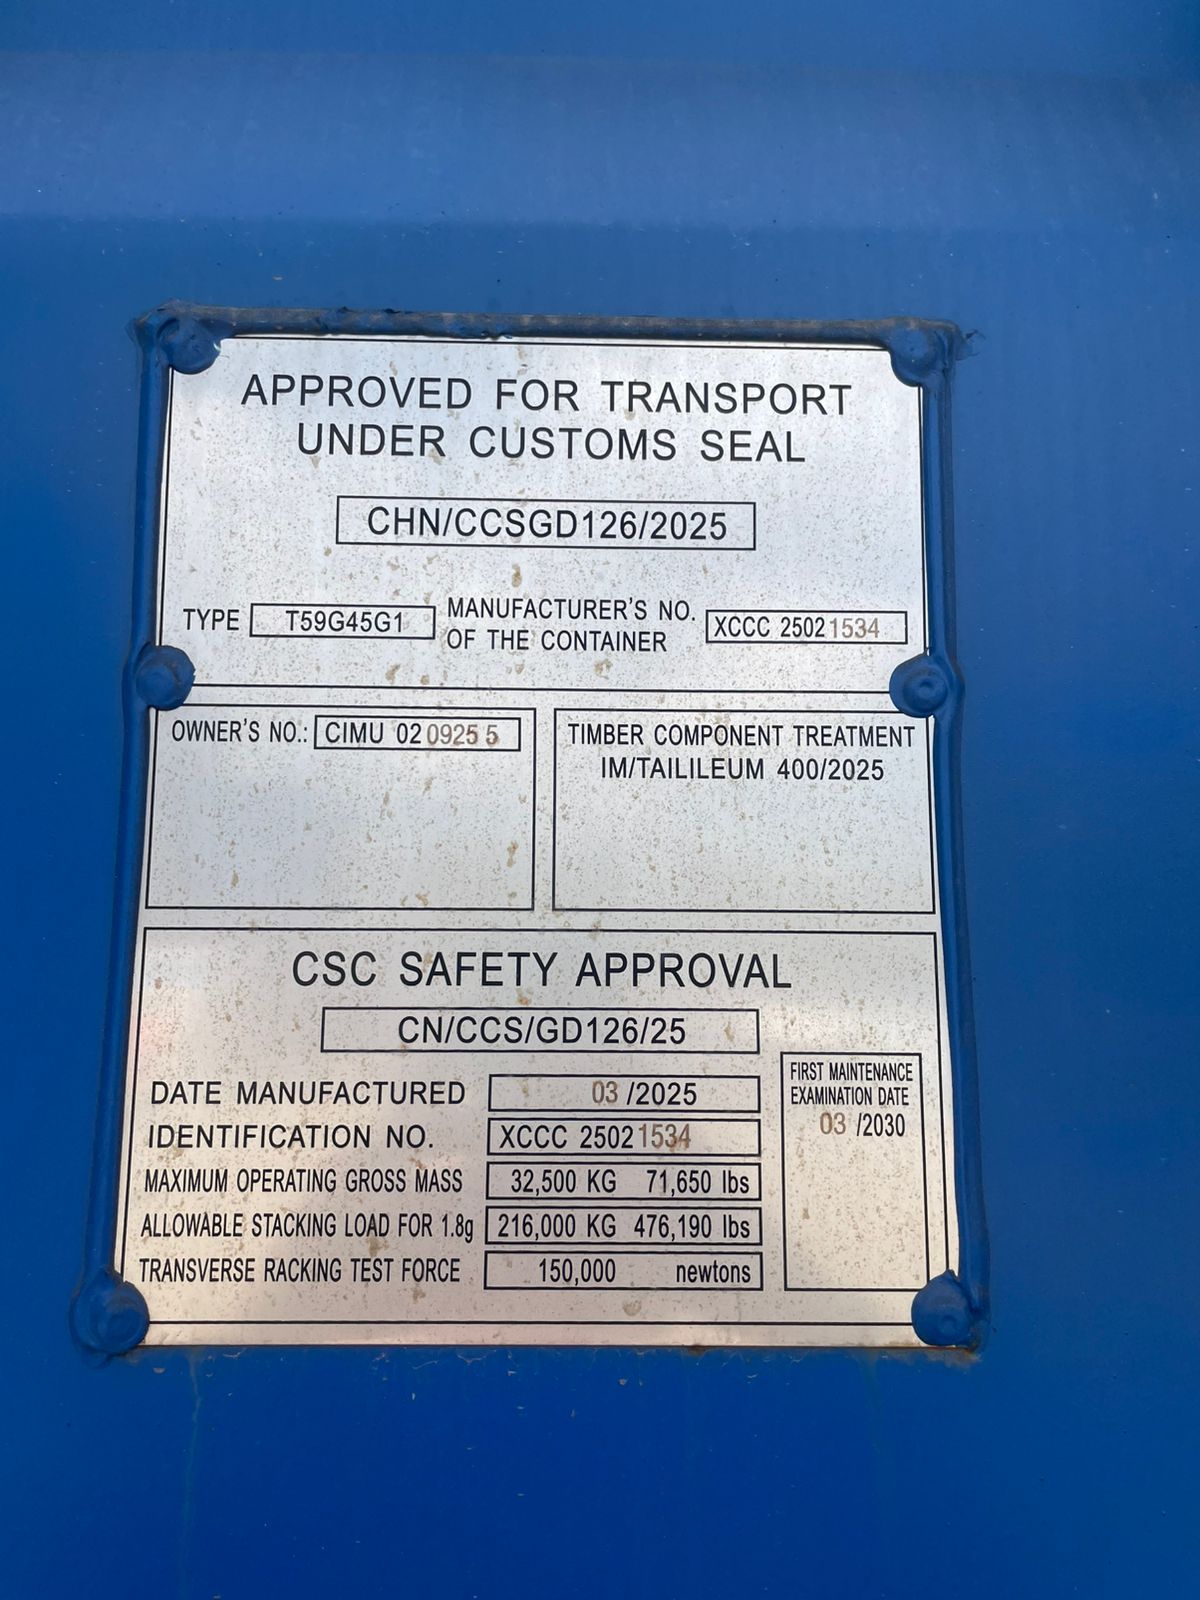 APPROVED FOR TRANSPORT
UNDER CUSTOMS SEAL
CHN/CCSGD126/2025
TYPE T59G45G1 MANUFACTURER'S NO. OF THE CONTAINER XCCC 25021534
OWNER'S NO.: CIMU 020925 5
TIMBER COMPONENT TREATMENT
IM/TAILILEUM 400/2025
CSC SAFETY APPROVAL
CN/CCS/GD126/25
DATE MANUFACTURED 03 /2025
IDENTIFICATION NO. XCCC 25021534
MAXIMUM OPERATING GROSS MASS 32,500 KG 71,650 lbs
ALLOWABLE STACKING LOAD FOR 1.8g 216,000 KG 476,190 lbs
TRANSVERSE RACKING TEST FORCE 150,000 newtons
FIRST MAINTENANCE
EXAMINATION DATE
03 /2030